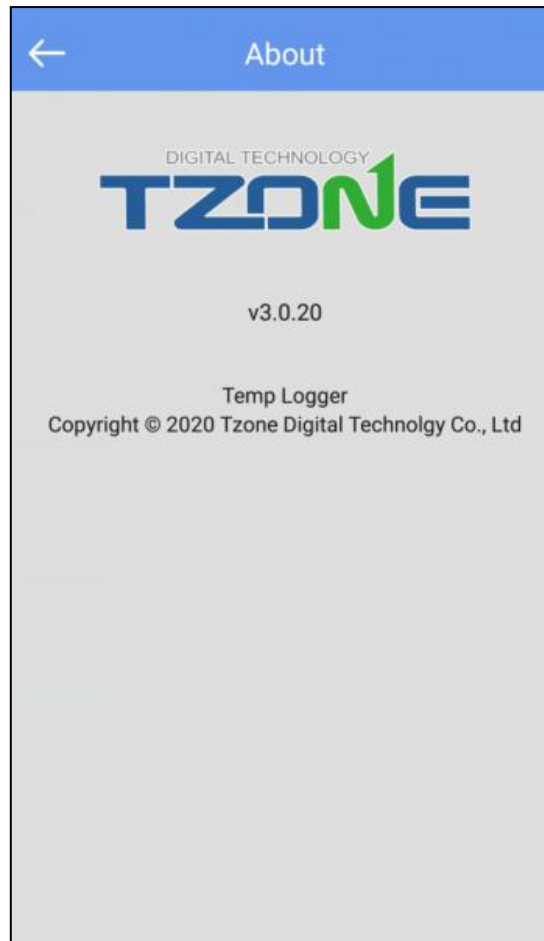 About
DIGITAL TECHNOLOGY
TZONE
v3.0.20
Temp Logger
Copyright © 2020 Tzone Digital Technolgy Co., Ltd